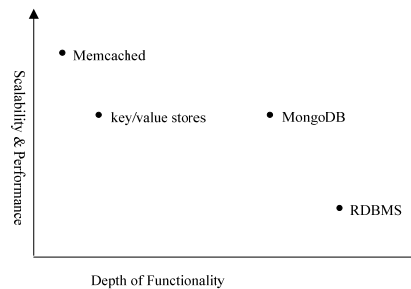 Memcached
Scalability & Performance
key/value stores
MongoDB
RDBMS
Depth of Functionality